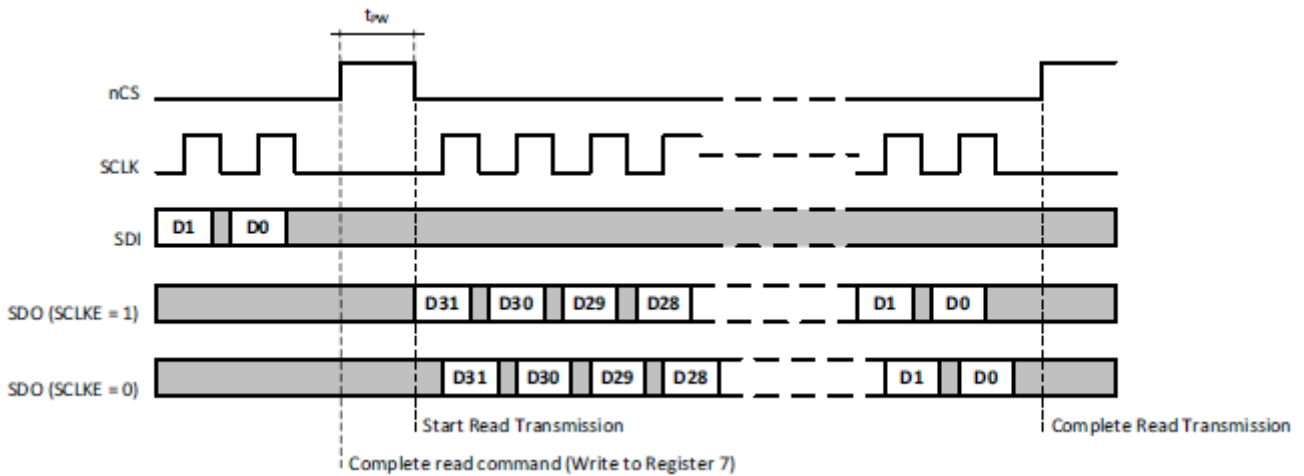 tPW
nCS
SCLK
D1 D0
SDI
D31 D30 D29 D28 D1 D0
SDO (SCLKE = 1)
D31 D30 D29 D28 D1 D0
SDO (SCLKE = 0)
Start Read Transmission Complete Read Transmission
Complete read command (Write to Register 7)